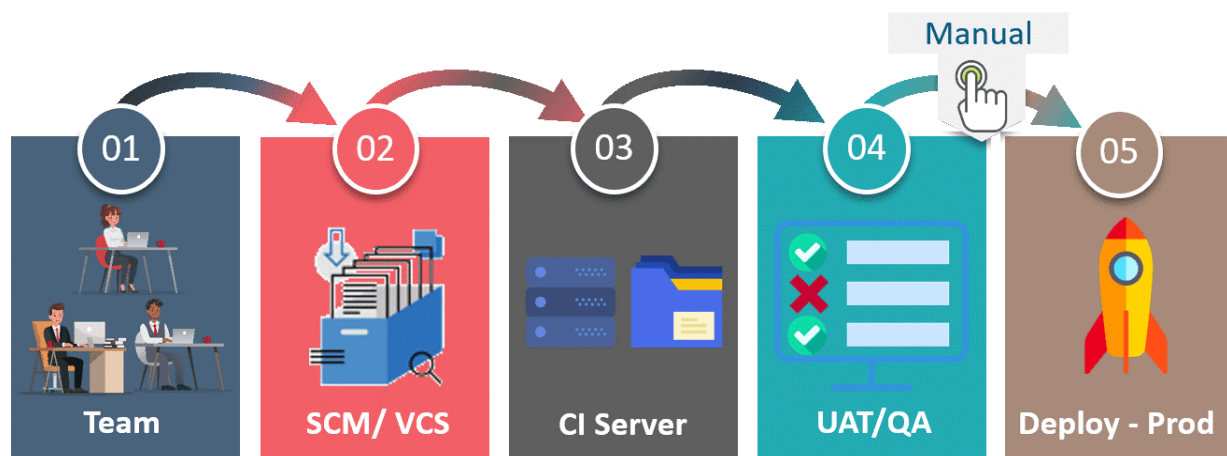 Manual
01
02
03
04
05
Team
SCM/ VCS
CI Server
UAT/QA
Deploy - Prod